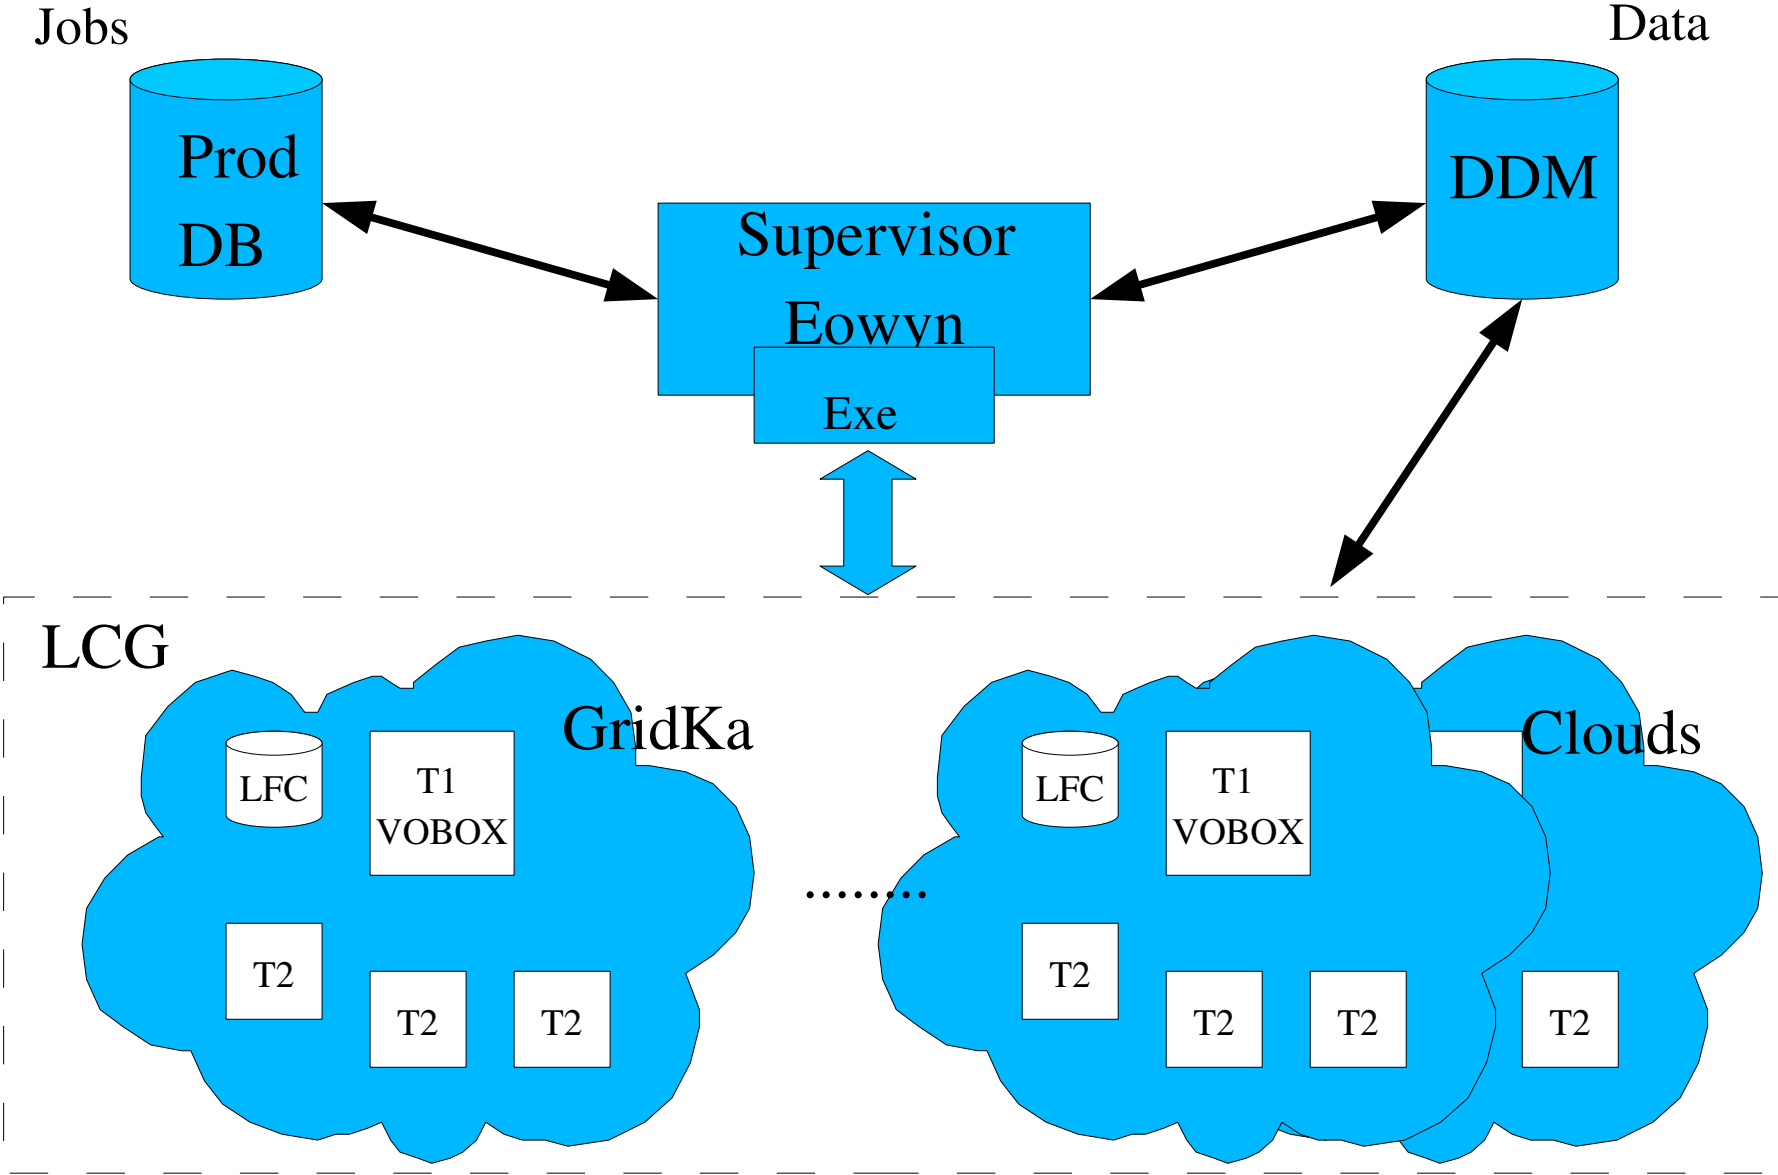 Jobs
Data
Prod
DB
DDM
Supervisor
Eowyn
Exe
LCG
GridKa
Clouds
LFC
T1
VOBOX
LFC
T1
VOBOX
........
T2
T2
T2
T2
T2
T2
T2